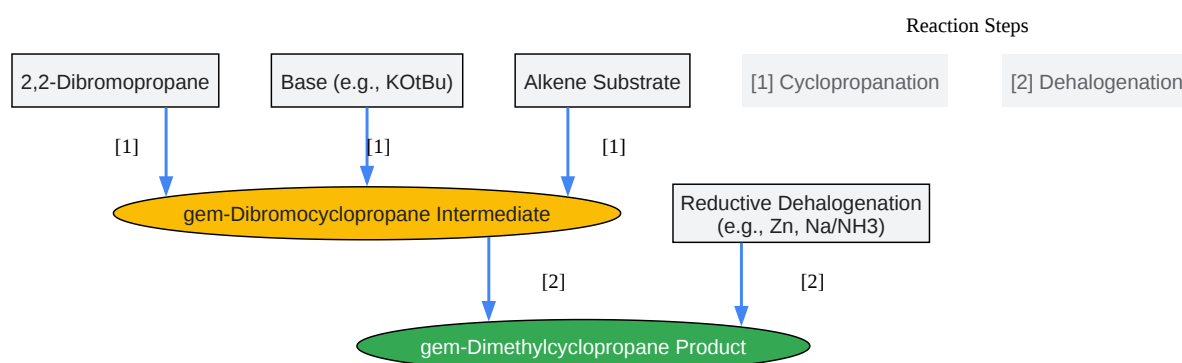 Reaction Steps
2,2-Dibromopropane
Base (e.g., KOtBu)
Alkene Substrate
[1] Cyclopropanation
[2] Dehalogenation
[1]
[1]
[1]
gem-Dibromocyclopropane Intermediate
Reductive Dehalogenation
(e.g., Zn, Na/NH3)
[2]
[2]
gem-Dimethylcyclopropane Product